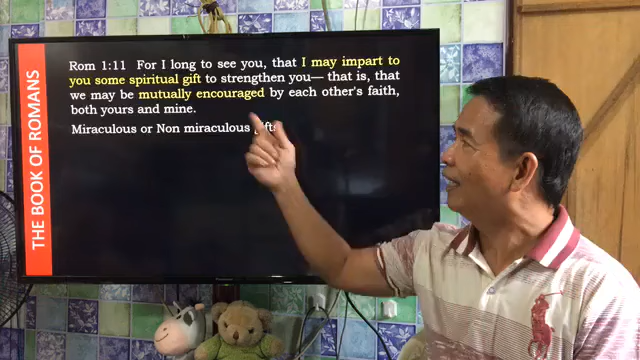 THE BOOK OF ROMANS
Rom 1:11 For I long to see you, that I may impart to
you some spiritual gift to strengthen you— that is, that
we may be mutually encouraged by each other's faith,
both yours and mine.
Miraculous or Non miraculous gifts